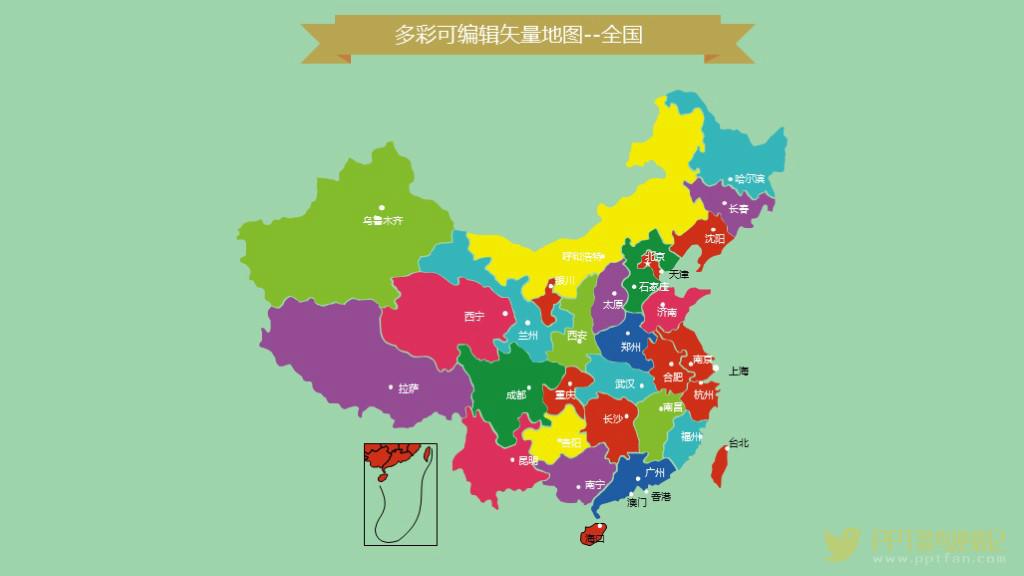 多彩可编辑矢量地图--全国
哈尔滨
长春
乌鲁木齐
沈阳
呼和浩特
北京
天津
银川
石家庄
太原
济南
西宁
兰州
西安
郑州
南京
上海
合肥
拉萨
成都
重庆
武汉
杭州
南昌
长沙
福州
贵阳
台北
昆明
广州
南宁
香港
澳门
海口
www.pptfan.com